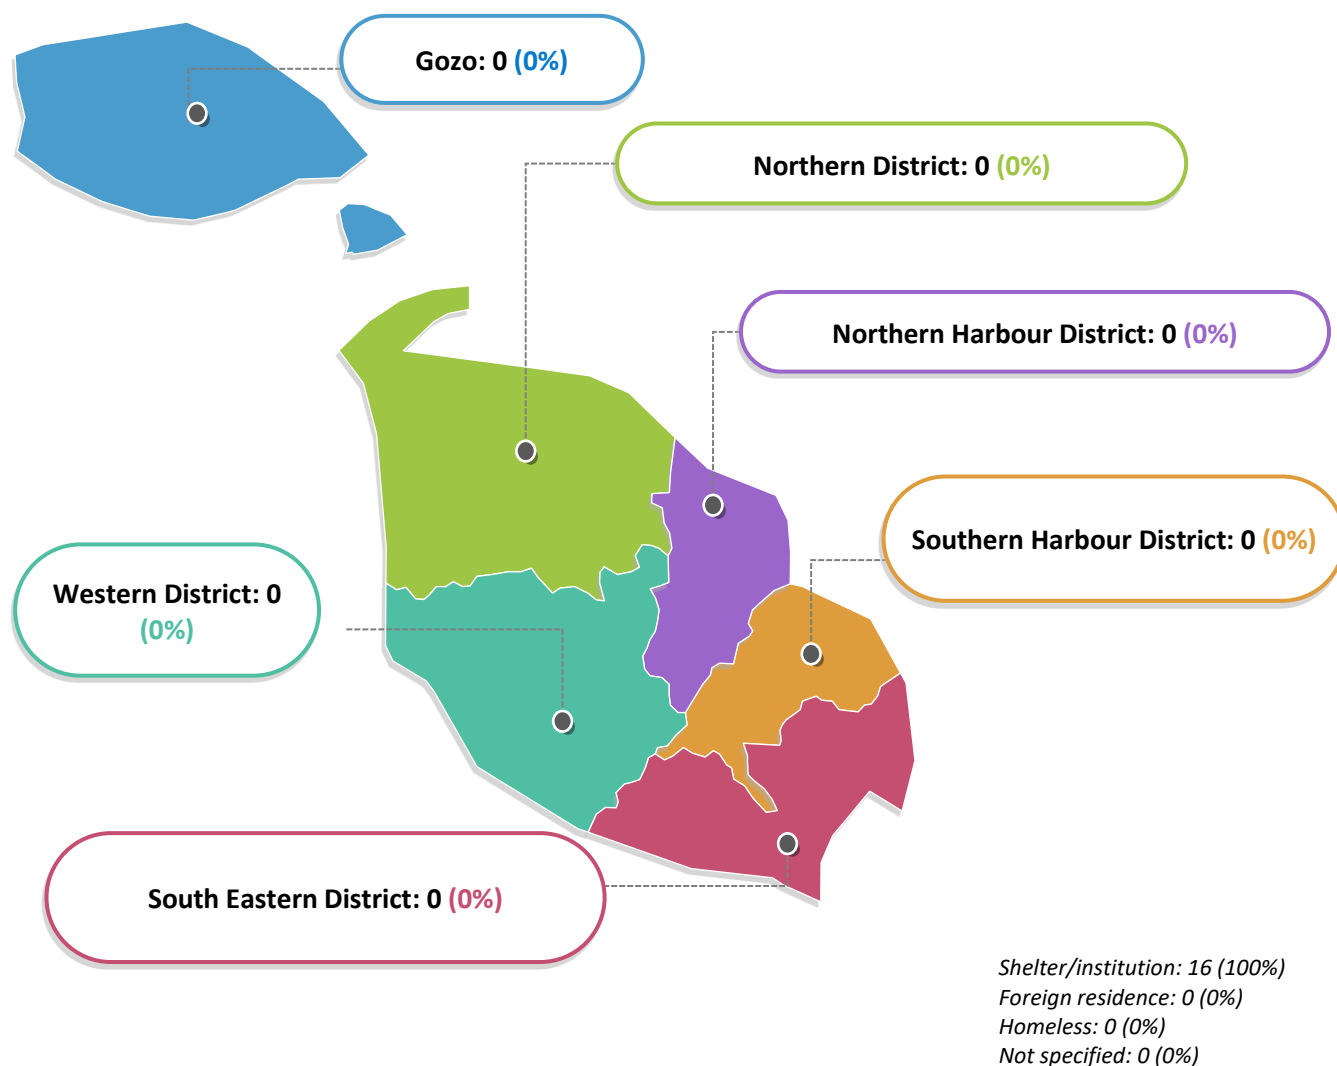 Gozo: 0 (0%)
Northern District: 0 (0%)
Northern Harbour District: 0 (0%)
Southern Harbour District: 0 (0%)
Western District: 0
(0%)
South Eastern District: 0 (0%)
Shelter/institution: 16 (100%)
Foreign residence: 0 (0%)
Homeless: 0 (0%)
Not specified: 0 (0%)